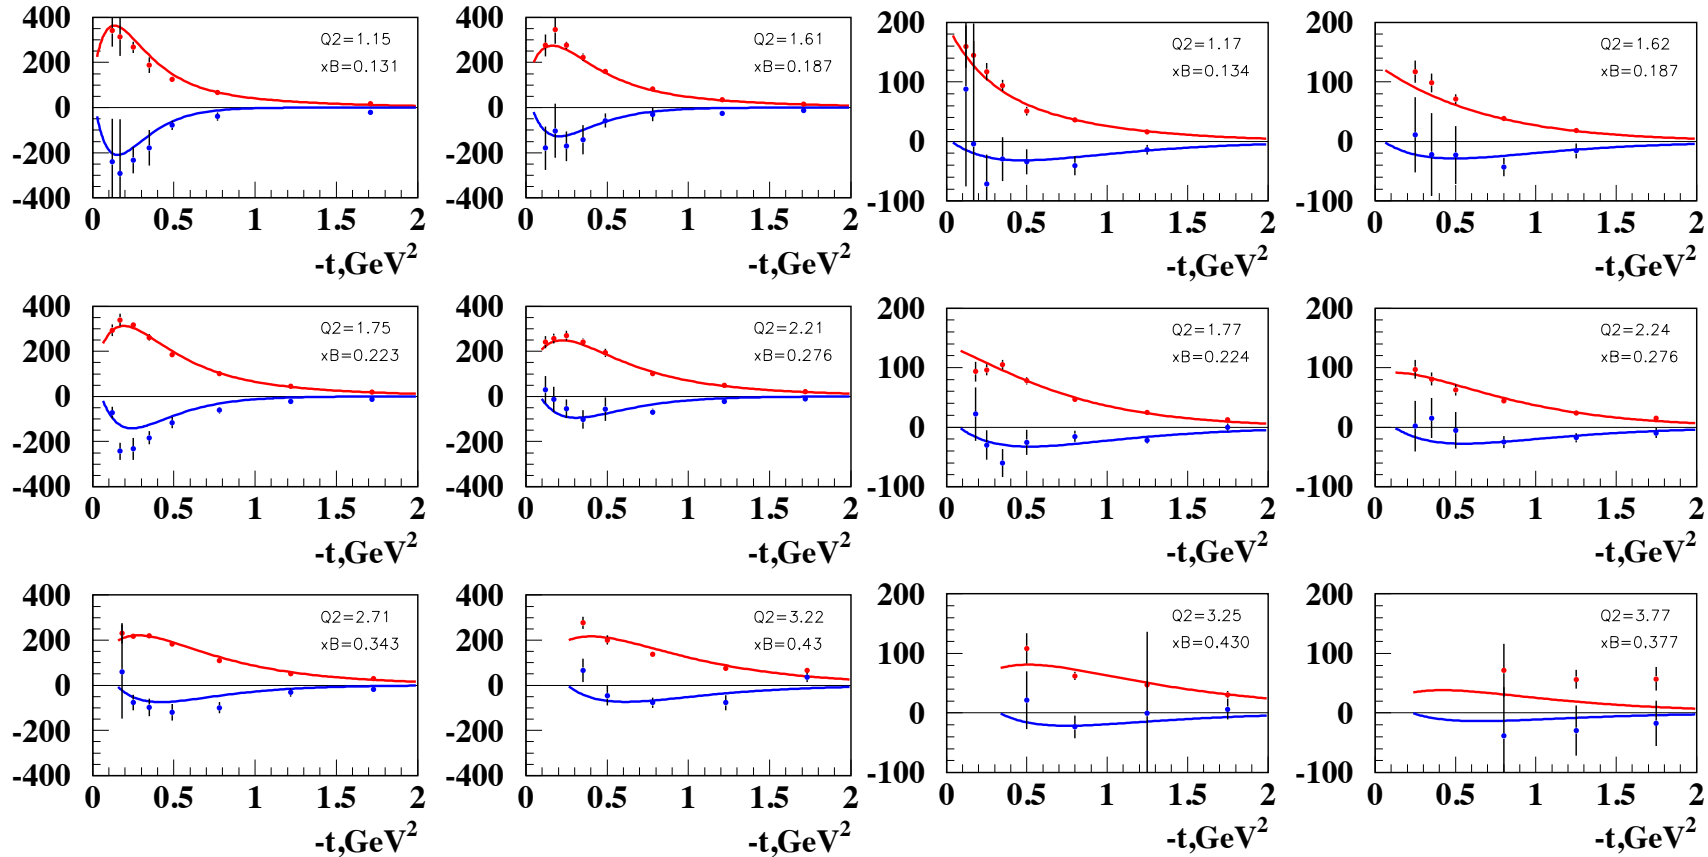 400
200
0
-200
-400
0 0.5 1 1.5 2
-t,GeV²
Q2=1.15
xB=0.131
400
200
0
-200
-400
0 0.5 1 1.5 2
-t,GeV²
Q2=1.61
xB=0.187
200
100
0
-100
0 0.5 1 1.5 2
-t,GeV²
Q2=1.17
xB=0.134
200
100
0
-100
0 0.5 1 1.5 2
-t,GeV²
Q2=1.62
xB=0.187
400
200
0
-200
-400
0 0.5 1 1.5 2
-t,GeV²
Q2=1.75
xB=0.223
400
200
0
-200
-400
0 0.5 1 1.5 2
-t,GeV²
Q2=2.21
xB=0.276
200
100
0
-100
0 0.5 1 1.5 2
-t,GeV²
Q2=1.77
xB=0.224
200
100
0
-100
0 0.5 1 1.5 2
-t,GeV²
Q2=2.24
xB=0.276
400
200
0
-200
-400
0 0.5 1 1.5 2
-t,GeV²
Q2=2.71
xB=0.343
400
200
0
-200
-400
0 0.5 1 1.5 2
-t,GeV²
Q2=3.22
xB=0.43
200
100
0
-100
0 0.5 1 1.5 2
-t,GeV²
Q2=3.25
xB=0.430
200
100
0
-100
0 0.5 1 1.5 2
-t,GeV²
Q2=3.77
xB=0.377